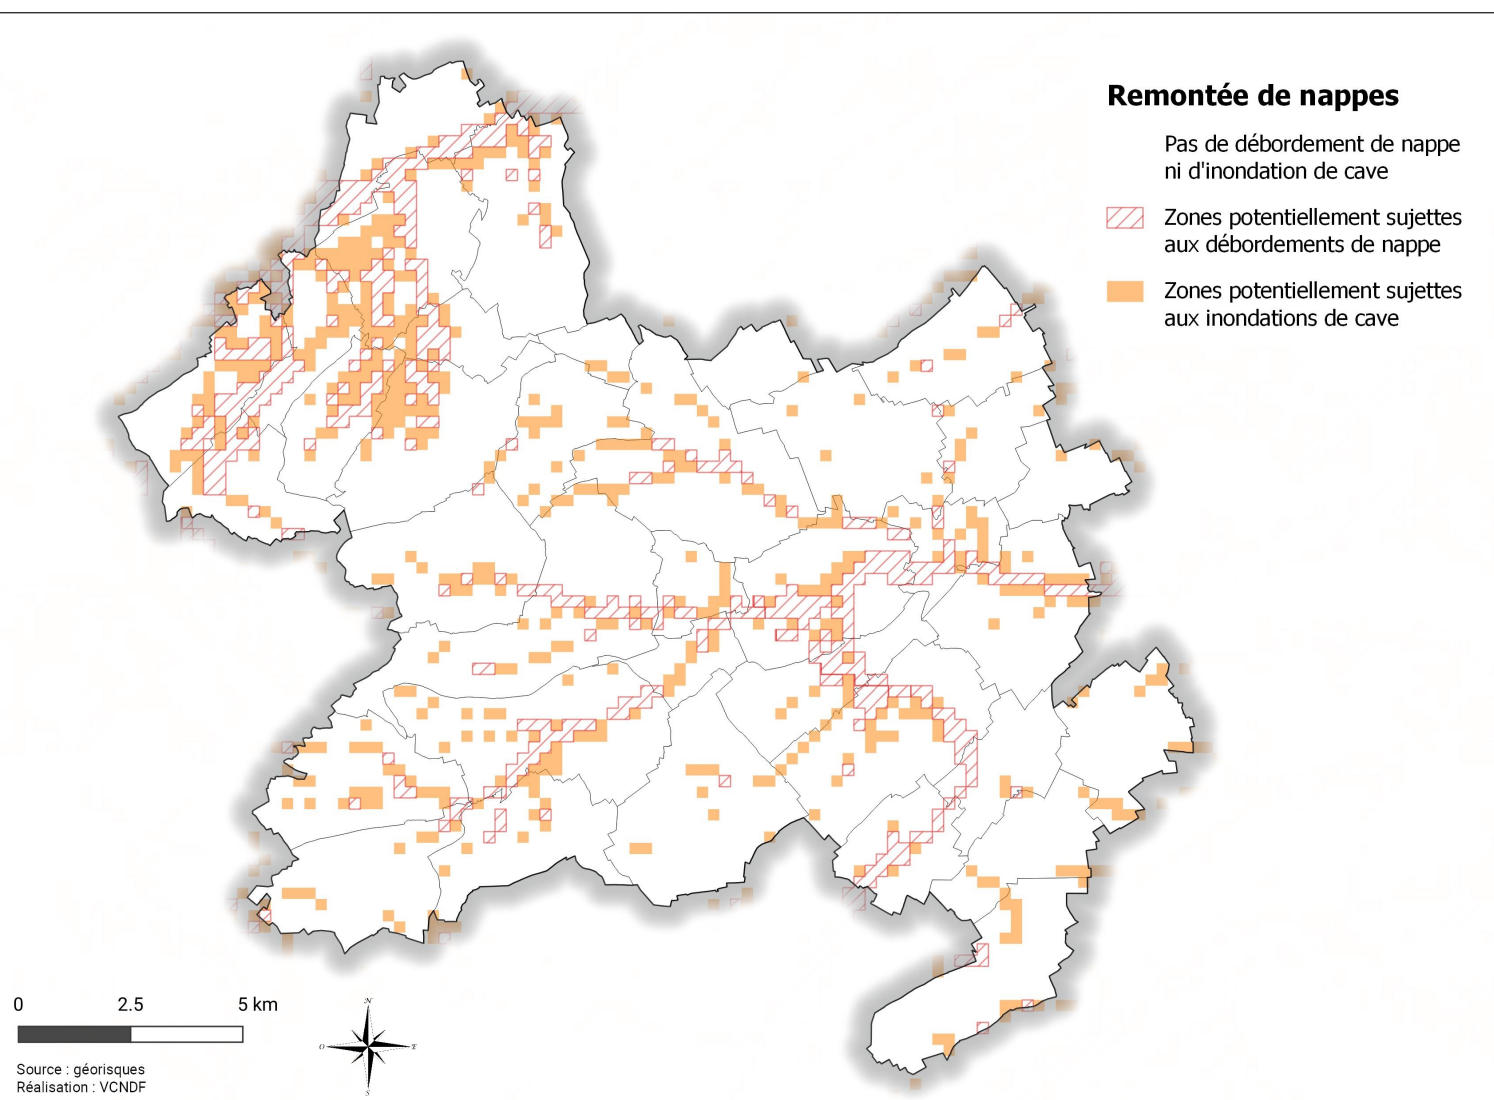 Remontée de nappes
Pas de débordement de nappe
ni d'inondation de cave
Zones potentiellement sujettes
aux débordements de nappe
Zones potentiellement sujettes
aux inondations de cave
0 2.5 5 km
Source : géorisques
Réalisation : VCNDF
N
O E
S